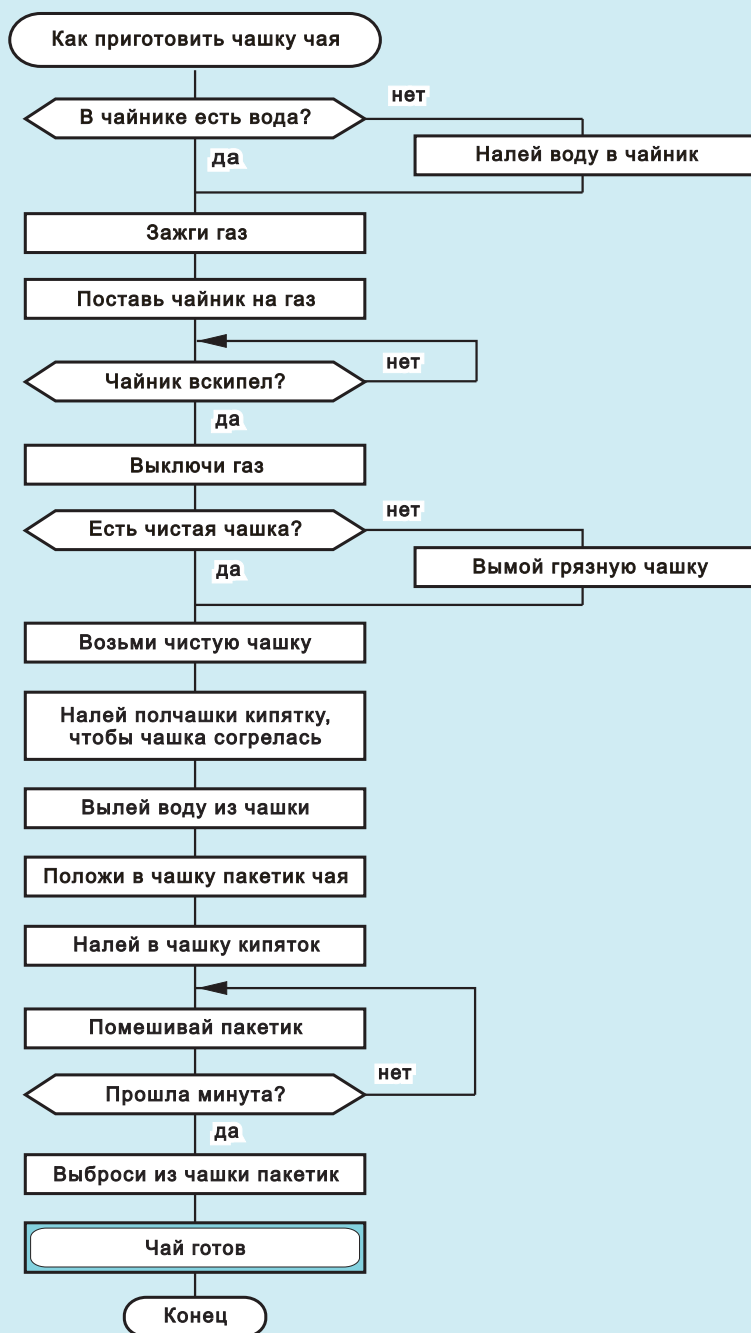 Как приготовить чашку чая
нет
В чайнике есть вода?
да
Налей воду в чайник
Зажги газ
Поставь чайник на газ
нет
Чайник вскипел?
да
Выключи газ
нет
Есть чистая чашка?
да
Вымой грязную чашку
Возьми чистую чашку
Налей полчашки кипятку,
чтобы чашка согрелась
Вылей воду из чашки
Положи в чашку пакетик чая
Налей в чашку кипяток
Помешивай пакетик
нет
Прошла минута?
да
Выброси из чашки пакетик
Чай готов
Конец